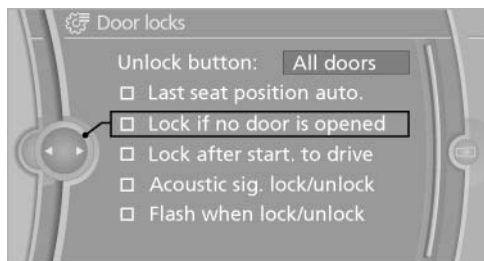 Door locks
Unlock button: All doors
Last seat position auto.
Lock if no door is opened
Lock after start. to drive
Acoustic sig. lock/unlock
Flash when lock/unlock